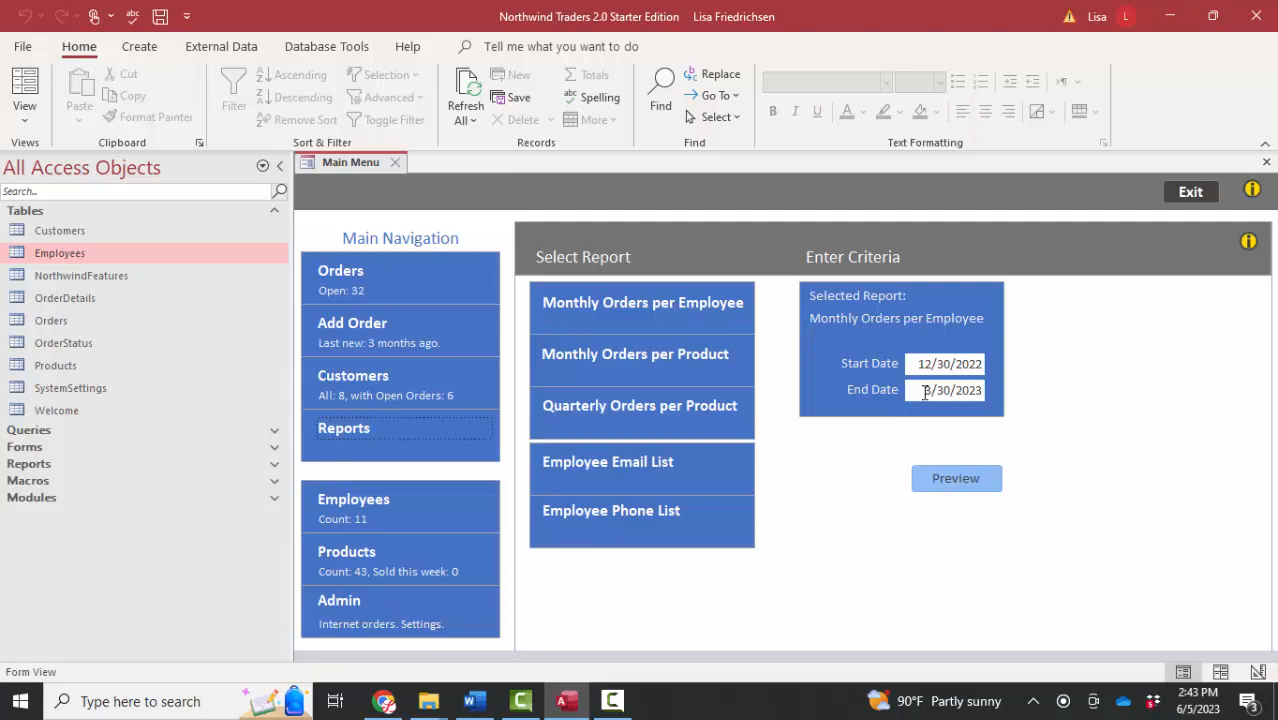 Northwind Traders 2.0 Starter Edition Lisa Friedrichsen
Lisa L
File Home Create External Data Database Tools Help Tell me what you want to do
View
Views
Paste
Cut
Copy
Format Painter
Clipboard
Filter
Ascending
Descending
Remove Sort
Selection
Advanced
Toggle Filter
Sort & Filter
Refresh
All
New
Save
Delete
Totals
Spelling
More
Records
Find
Replace
Go To
Select
Find
B I U A
Text Formatting
All Access Objects
Search...
Tables
Customers
Employees
NorthwindFeatures
OrderDetails
Orders
OrderStatus
Products
SystemSettings
Welcome
Queries
Forms
Reports
Macros
Modules
Main Menu
Exit
Main Navigation
Orders
Open: 32
Add Order
Last new: 3 months ago.
Customers
All: 8, with Open Orders: 6
Reports
Employees
Count: 11
Products
Count: 43, Sold this week: 0
Admin
Internet orders. Settings.
Select Report
Monthly Orders per Employee
Monthly Orders per Product
Quarterly Orders per Product
Employee Email List
Employee Phone List
Enter Criteria
Selected Report:
Monthly Orders per Employee
Start Date 12/30/2022
End Date 3/30/2023
Preview
Form View
Type here to search
90°F Partly sunny
2:43 PM
6/5/2023
3